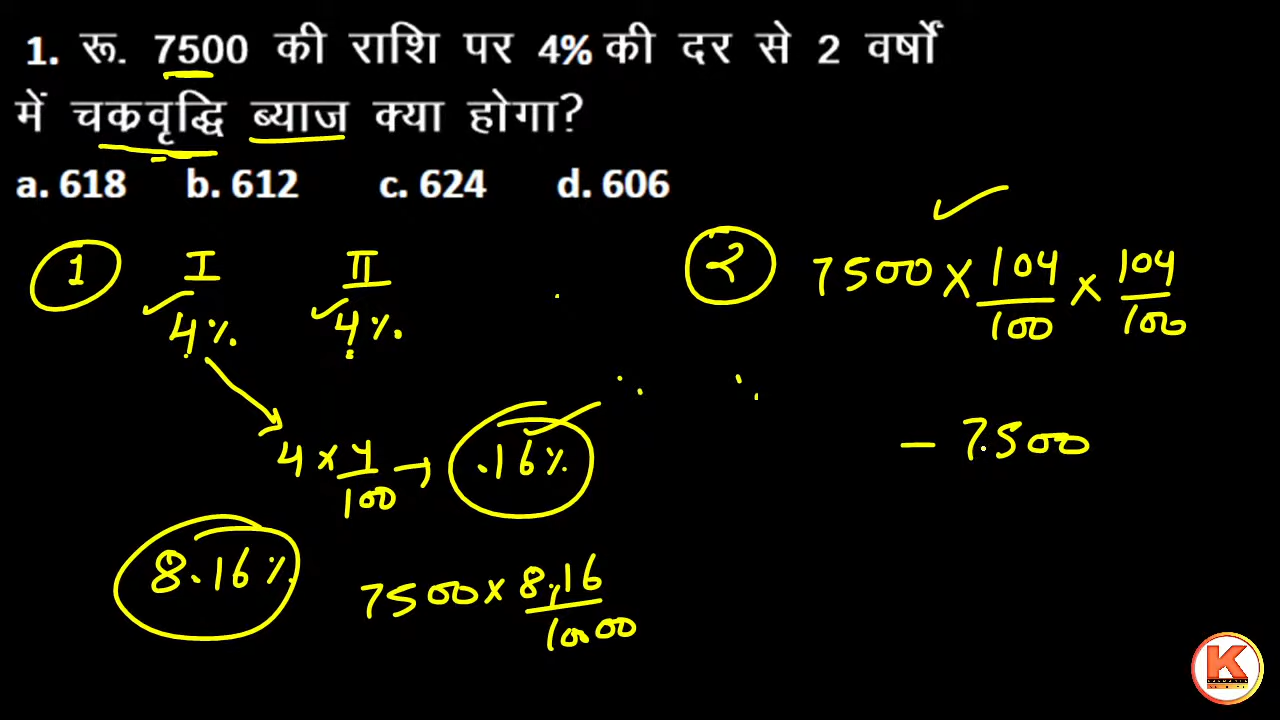 1. रू. 7500 की राशि पर 4% की दर से 2 वर्षो
में चकवृद्धि ब्याज क्या होगा?
a. 618 b. 612 c. 624 d. 606
1 I II
4% 4%
4 × 4/100 → .16%
8.16%
7500 × 8.16/10000
२ 7500 × 104/100 × 104/100
− 7500
K